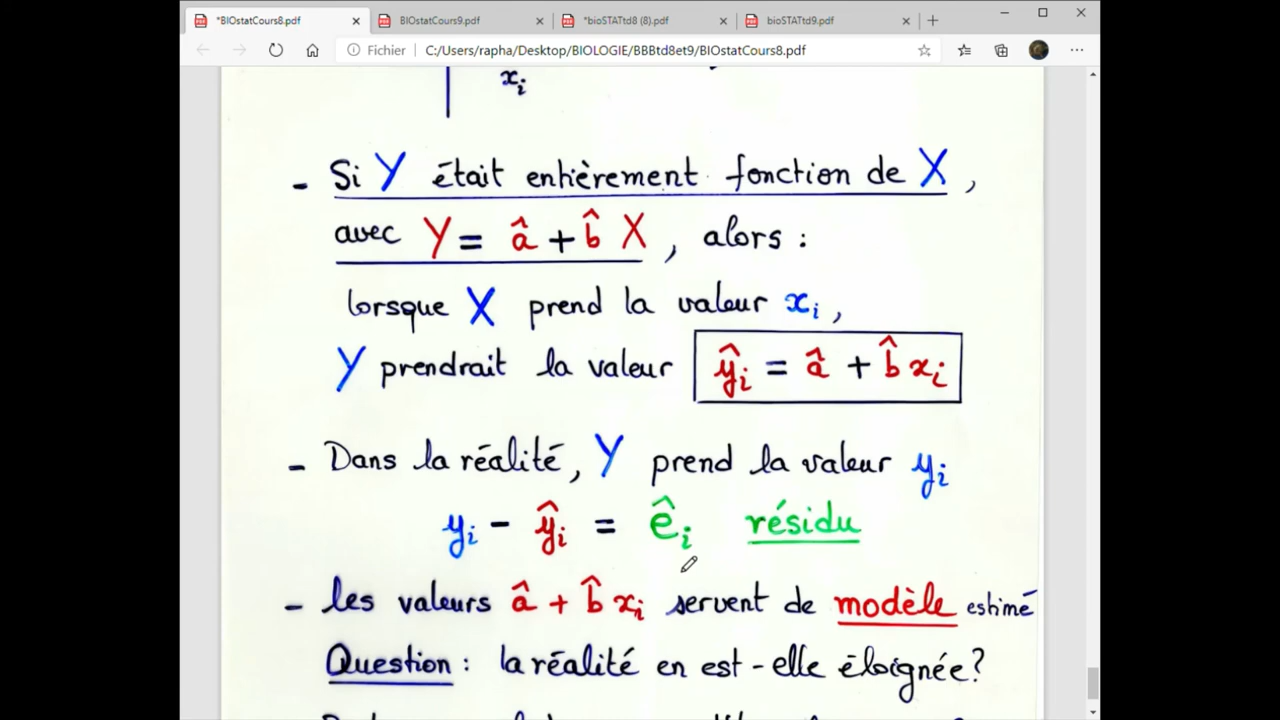 *BIOstatCours8.pdf
BIOstatCours9.pdf
*bioSTATtd8 (8).pdf
bioSTATtd9.pdf
Fichier
C:/Users/rapha/Desktop/BIOLOGIE/BBBtd8et9/BIOstatCours8.pdf
xᵢ
- Si Y était entièrement fonction de X,
avec Y = â + b̂ X, alors :
lorsque X prend la valeur xᵢ,
Y prendrait la valeur ŷᵢ = â + b̂ xᵢ
- Dans la réalité, Y prend la valeur yᵢ
yᵢ - ŷᵢ = êᵢ résidu
- les valeurs â + b̂ xᵢ servent de modèle estimé
Question : la réalité en est-elle éloignée ?